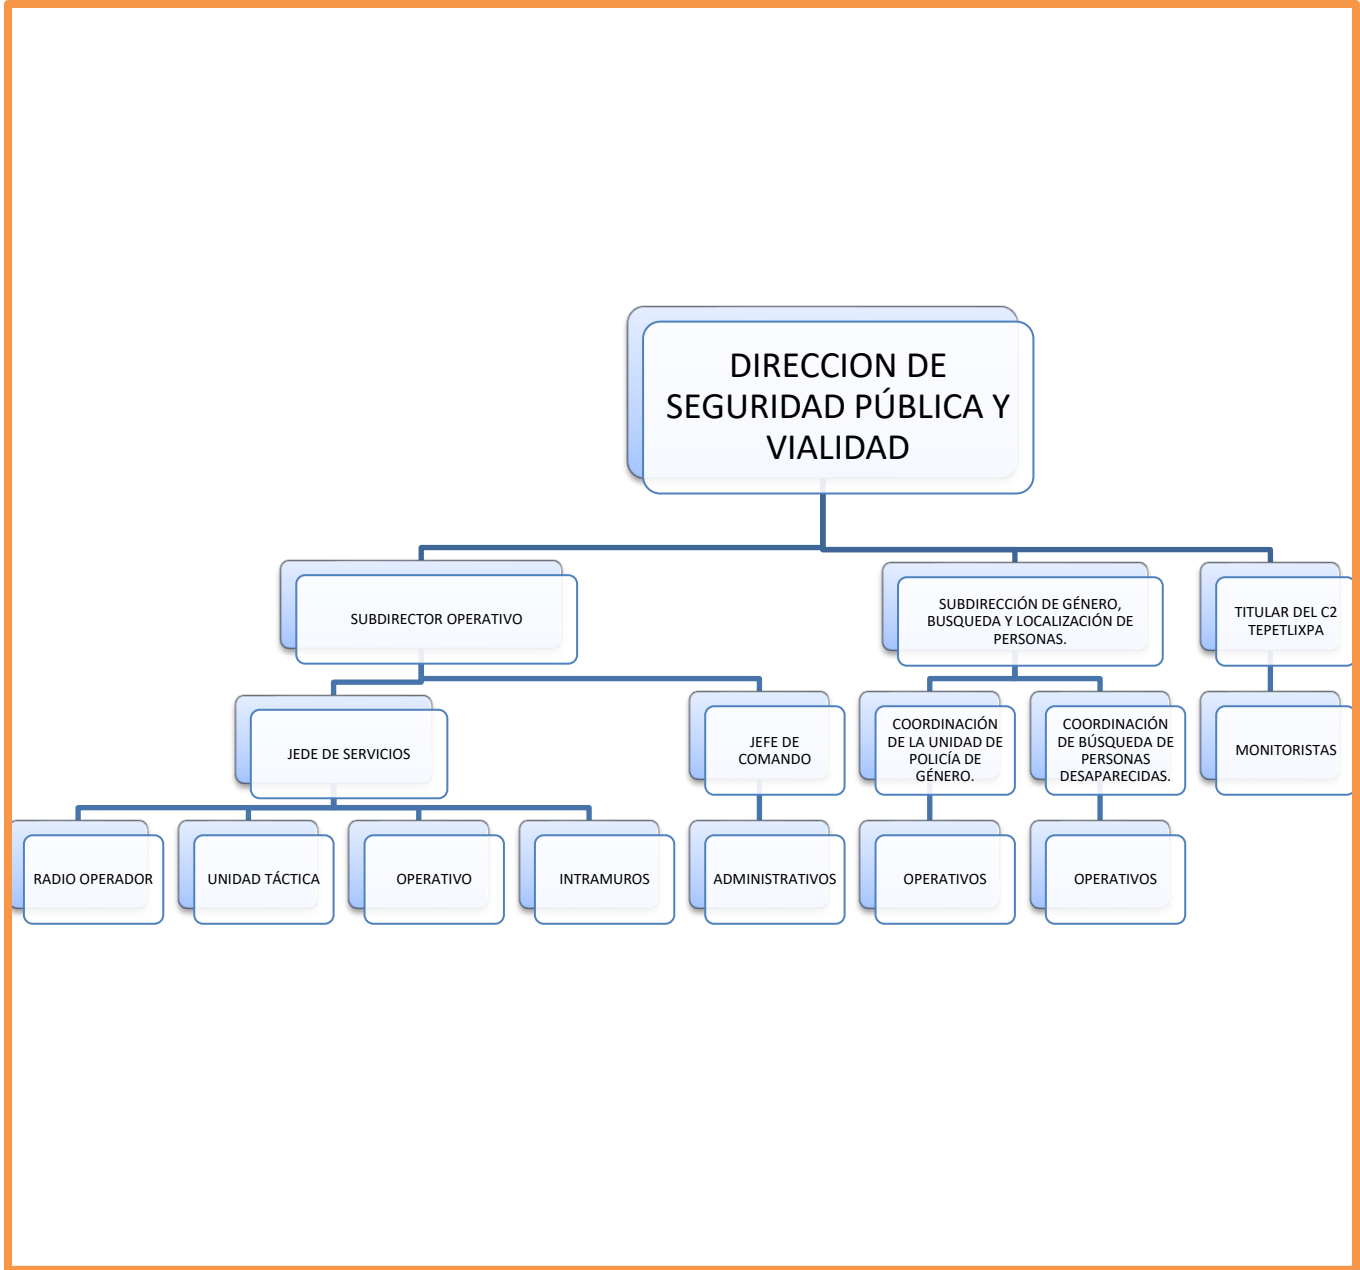 DIRECCION DE
SEGURIDAD PÚBLICA Y
VIALIDAD
SUBDIRECTOR OPERATIVO
SUBDIRECCIÓN DE GÉNERO,
BUSQUEDA Y LOCALIZACIÓN DE
PERSONAS.
TITULAR DEL C2
TEPETLIXPA
JEDE DE SERVICIOS
JEFE DE
COMANDO
COORDINACIÓN
DE LA UNIDAD DE
POLICÍA DE
GÉNERO.
COORDINACIÓN
DE BÚSQUEDA DE
PERSONAS
DESAPARECIDAS.
MONITORISTAS
RADIO OPERADOR
UNIDAD TÁCTICA
OPERATIVO
INTRAMUROS
ADMINISTRATIVOS
OPERATIVOS
OPERATIVOS